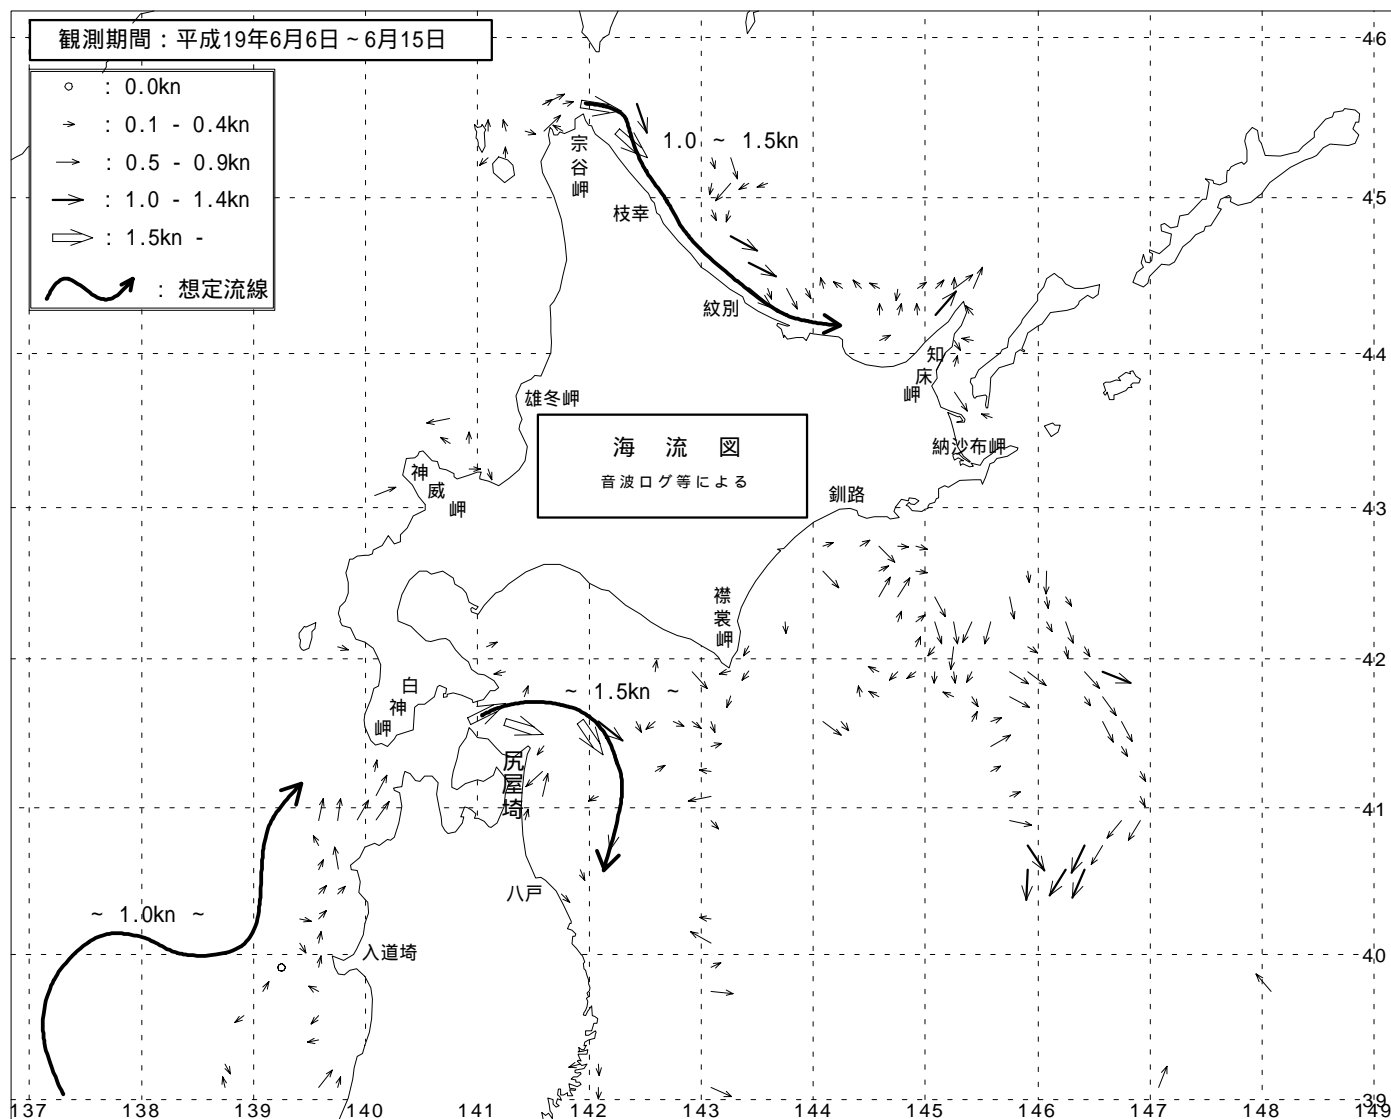 観測期間：平成19年6月6日～6月15日
：0.0kn
：0.1 - 0.4kn
：0.5 - 0.9kn
：1.0 - 1.4kn
：1.5kn -
：想定流線
1.0 ～ 1.5kn
宗谷岬
枝幸
紋別
知床岬
雄冬岬
海流図
音波ログ等による
納沙布岬
神威岬
釧路
襟裳岬
白神岬
～ 1.5kn ～
尻屋埼
八戸
～ 1.0kn ～
入道埼
46
45
44
43
42
41
40
39
137 138 139 140 141 142 143 144 145 146 147 148 149